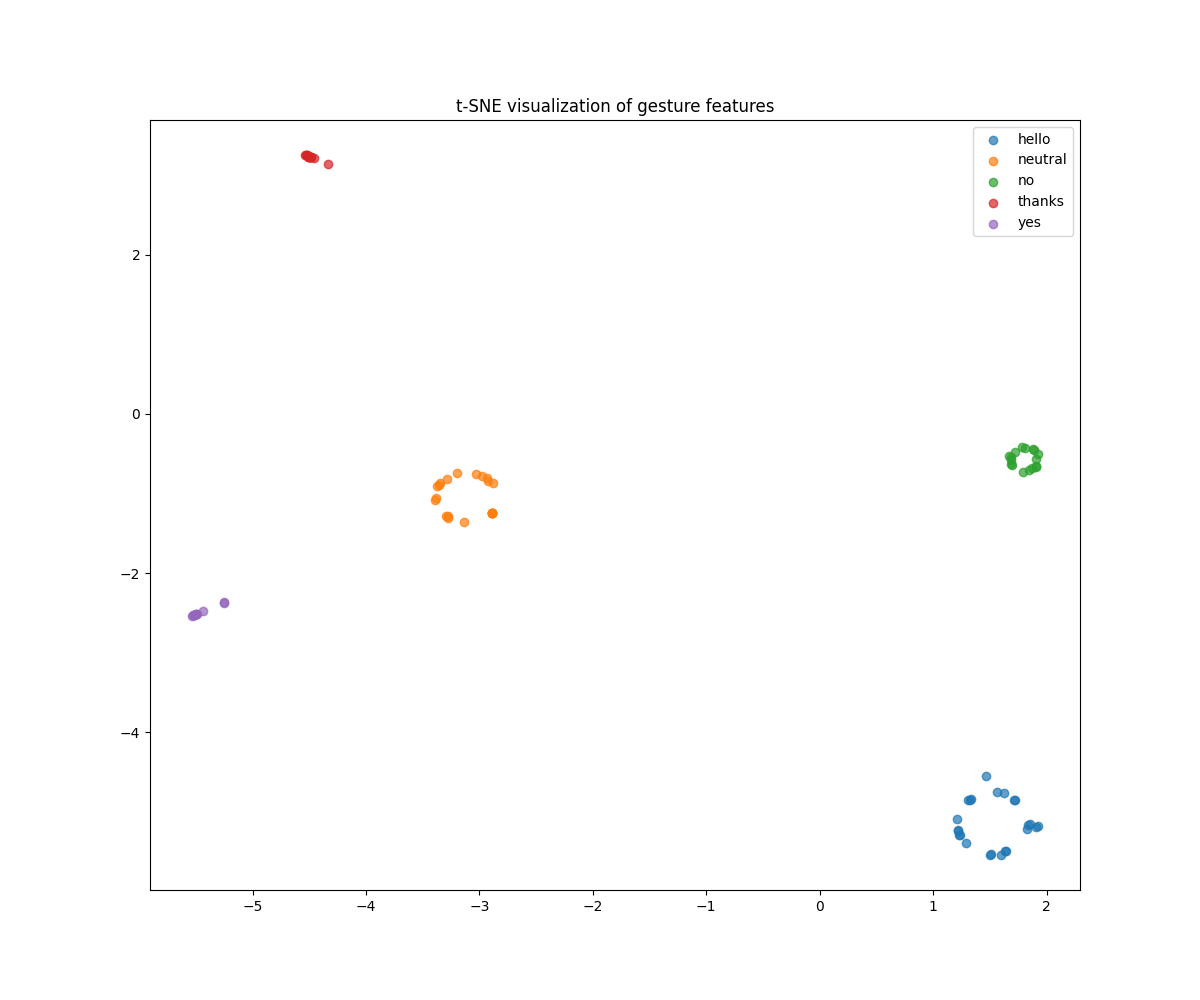 t-SNE visualization of gesture features
hello
neutral
no
thanks
yes
2
0
−2
−4
−5 −4 −3 −2 −1 0 1 2